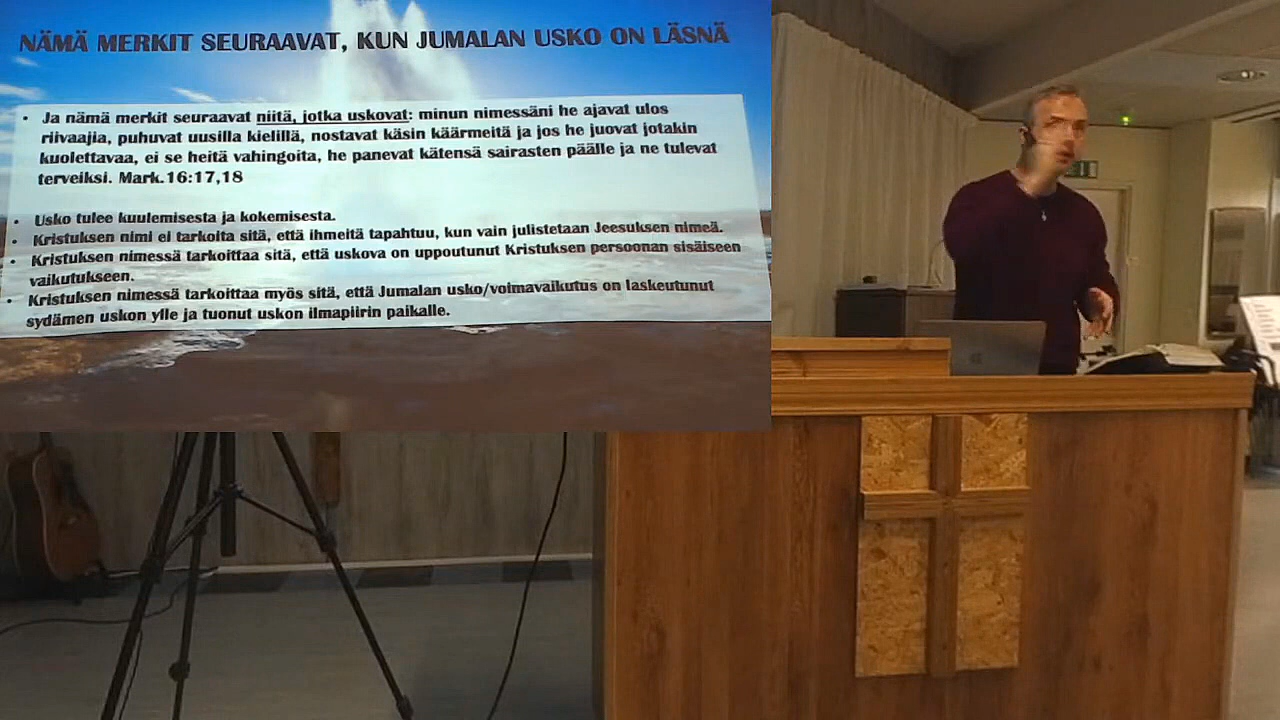 NÄMÄ MERKIT SEURAAVAT, KUN JUMALAN USKO ON LÄSNÄ
• Ja nämä merkit seuraavat niitä, jotka uskovat: minun nimessäni he ajavat ulos
riivaajia, puhuvat uusilla kielillä, nostavat käsin käärmeitä ja jos he juovat jotakin
kuolettavaa, ei se heitä vahingoita, he panevat kätensä sairasten päälle ja ne tulevat
terveiksi. Mark.16:17,18
• Usko tulee kuulemisesta ja kokemisesta.
• Kristuksen nimi ei tarkoita sitä, että ihmeitä tapahtuu, kun vain julistetaan Jeesuksen nimeä.
• Kristuksen nimessä tarkoittaa sitä, että uskova on uppoutunut Kristuksen persoonan sisäiseen
vaikutukseen.
• Kristuksen nimessä tarkoittaa myös sitä, että Jumalan usko/voimavaikutus on laskeutunut
sydämen uskon ylle ja tuonut uskon ilmapiirin paikalle.